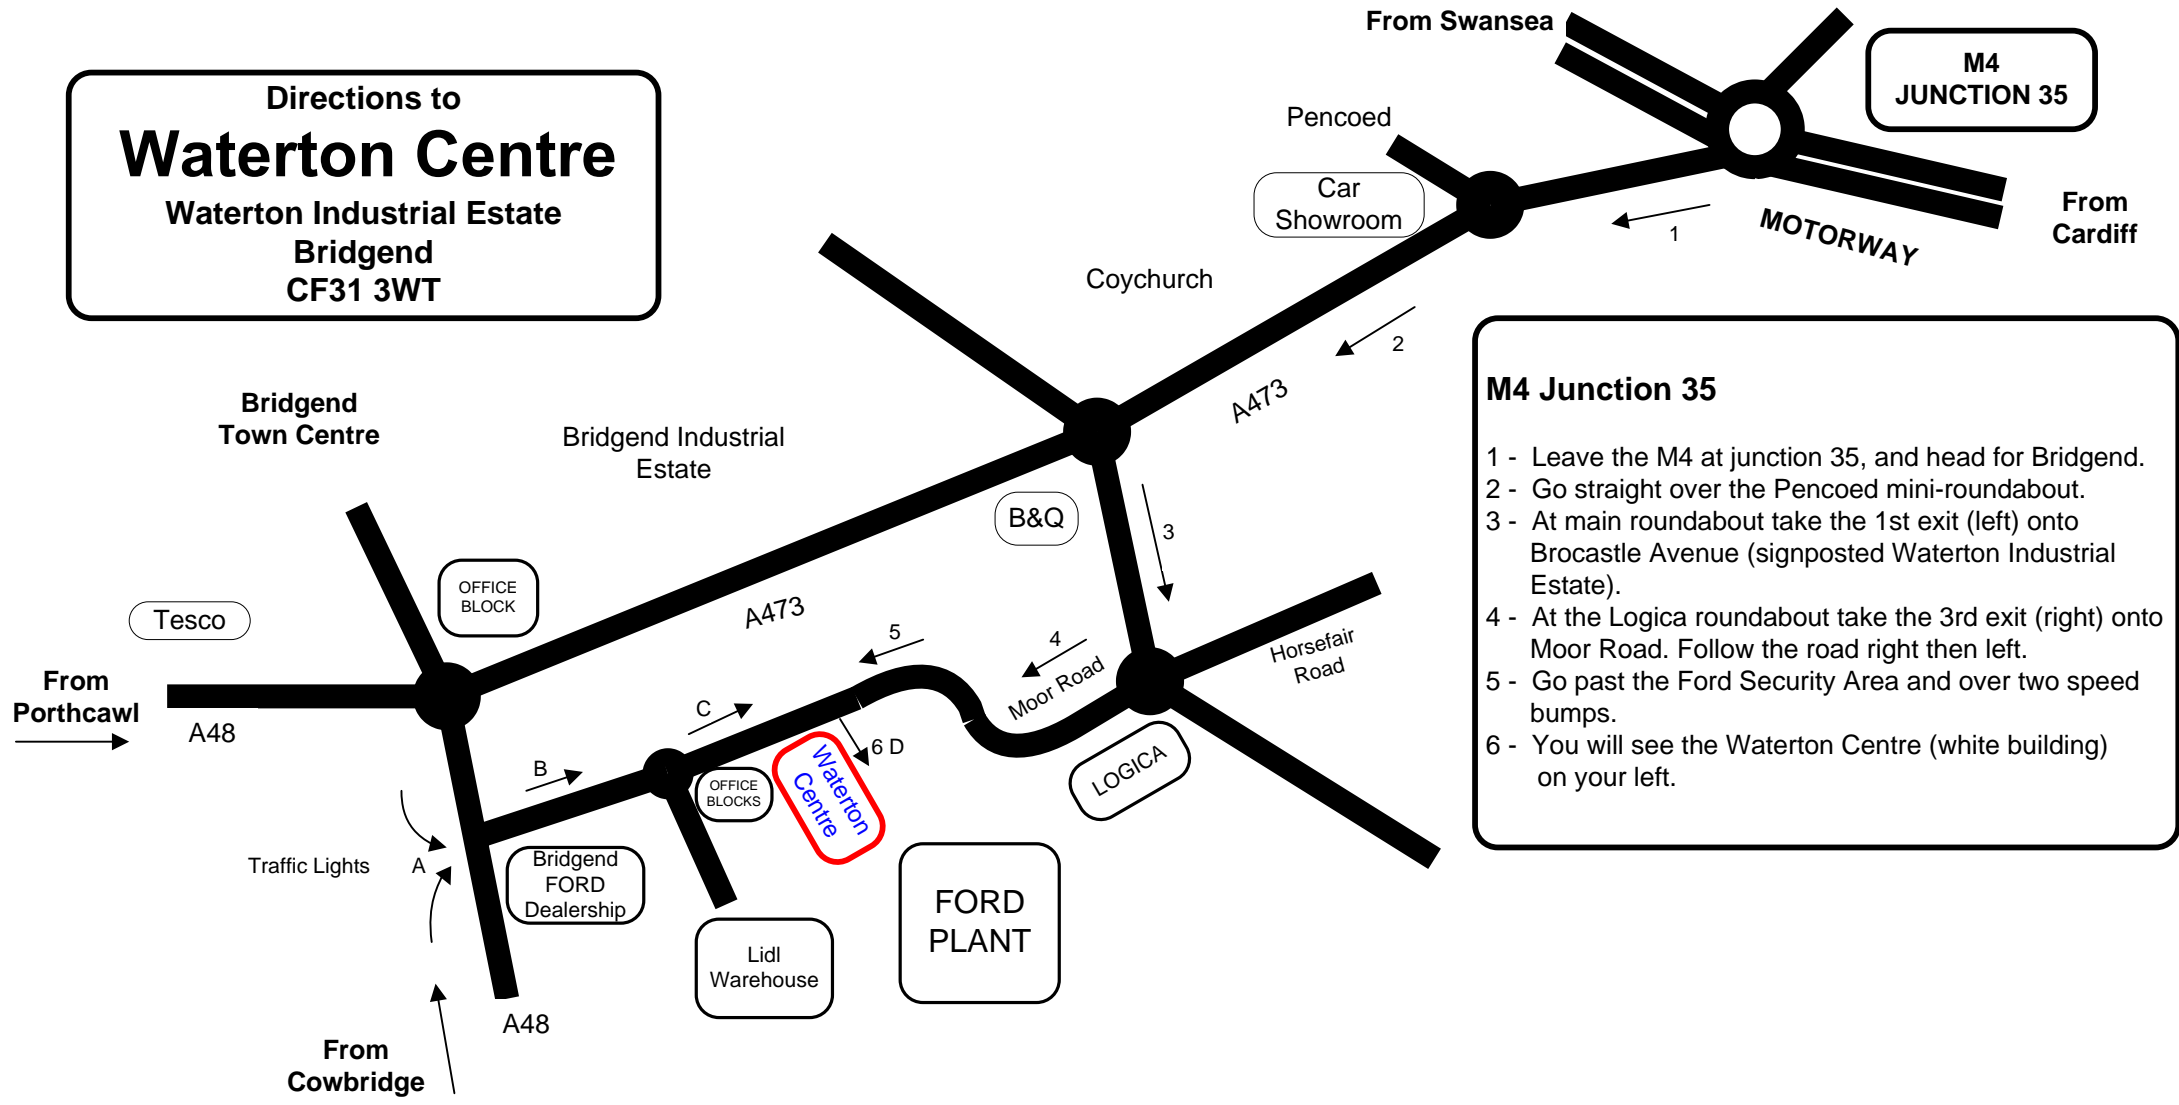 Directions to
Waterton Centre
Waterton Industrial Estate
Bridgend
CF31 3WT
From Swansea
M4
JUNCTION 35
Pencoed
Car
Showroom
From
Cardiff
MOTORWAY
1
Coychurch
2
A473
Bridgend
Town Centre
Bridgend Industrial
Estate
B&Q
3
OFFICE
BLOCK
Tesco
A473
5
4
Moor Road
Horsefair
Road
From
Porthcawl
A48
C
6 D
B
OFFICE
BLOCKS
Waterton
Centre
LOGICA
Traffic Lights
A
Bridgend
FORD
Dealership
FORD
PLANT
Lidl
Warehouse
A48
From
Cowbridge
M4 Junction 35
1 - Leave the M4 at junction 35, and head for Bridgend.
2 - Go straight over the Pencoed mini-roundabout.
3 - At main roundabout take the 1st exit (left) onto
Brocastle Avenue (signposted Waterton Industrial
Estate).
4 - At the Logica roundabout take the 3rd exit (right) onto
Moor Road. Follow the road right then left.
5 - Go past the Ford Security Area and over two speed
bumps.
6 - You will see the Waterton Centre (white building)
on your left.